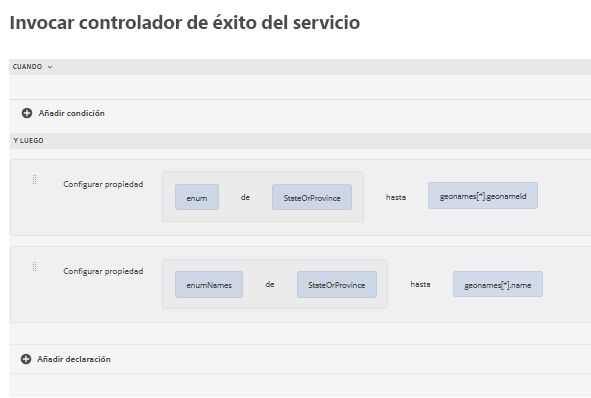 Invocar controlador de éxito del servicio
CUANDO
Añadir condición
Y LUEGO
Configurar propiedad enum de StateOrProvince hasta geonames[*].geonameId
Configurar propiedad enumNames de StateOrProvince hasta geonames[*].name
Añadir declaración